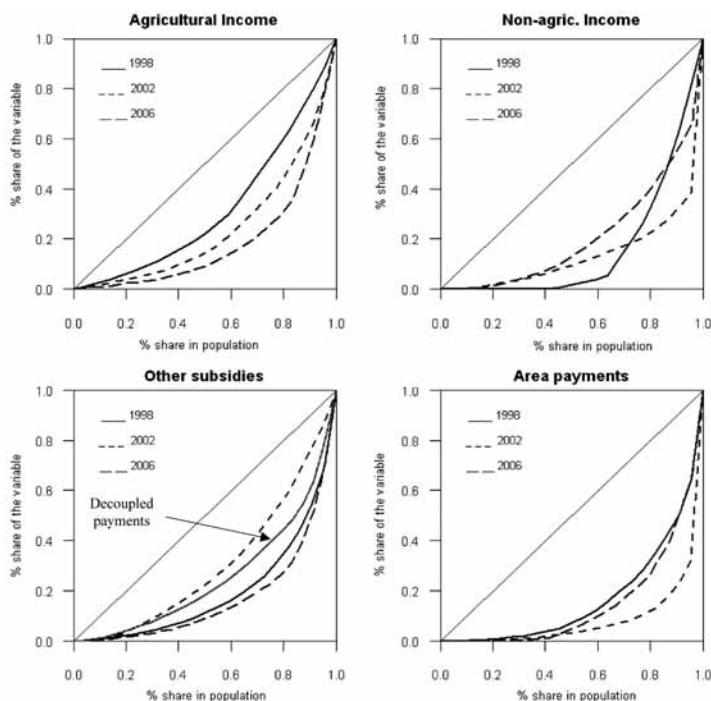 Agricultural Income
% share of the variable
1.0
0.8
0.6
0.4
0.2
0.0
1998
2002
2006
0.0 0.2 0.4 0.6 0.8 1.0
% share in population
Non-agric. Income
% share of the variable
1.0
0.8
0.6
0.4
0.2
0.0
1998
2002
2006
0.0 0.2 0.4 0.6 0.8 1.0
% share in population
Other subsidies
% share of the variable
1.0
0.8
0.6
0.4
0.2
0.0
1998
2002
2006
Decoupled
payments
0.0 0.2 0.4 0.6 0.8 1.0
% share in population
Area payments
% share of the variable
1.0
0.8
0.6
0.4
0.2
0.0
1998
2002
2006
0.0 0.2 0.4 0.6 0.8 1.0
% share in population